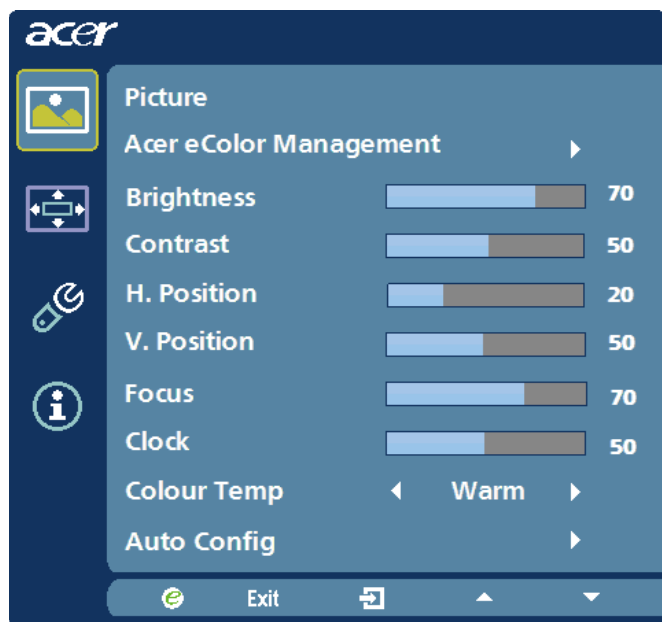 acer
Picture
Acer eColor Management
Brightness 70
Contrast 50
H. Position 20
V. Position 50
Focus 70
Clock 50
Colour Temp Warm
Auto Config
e Exit